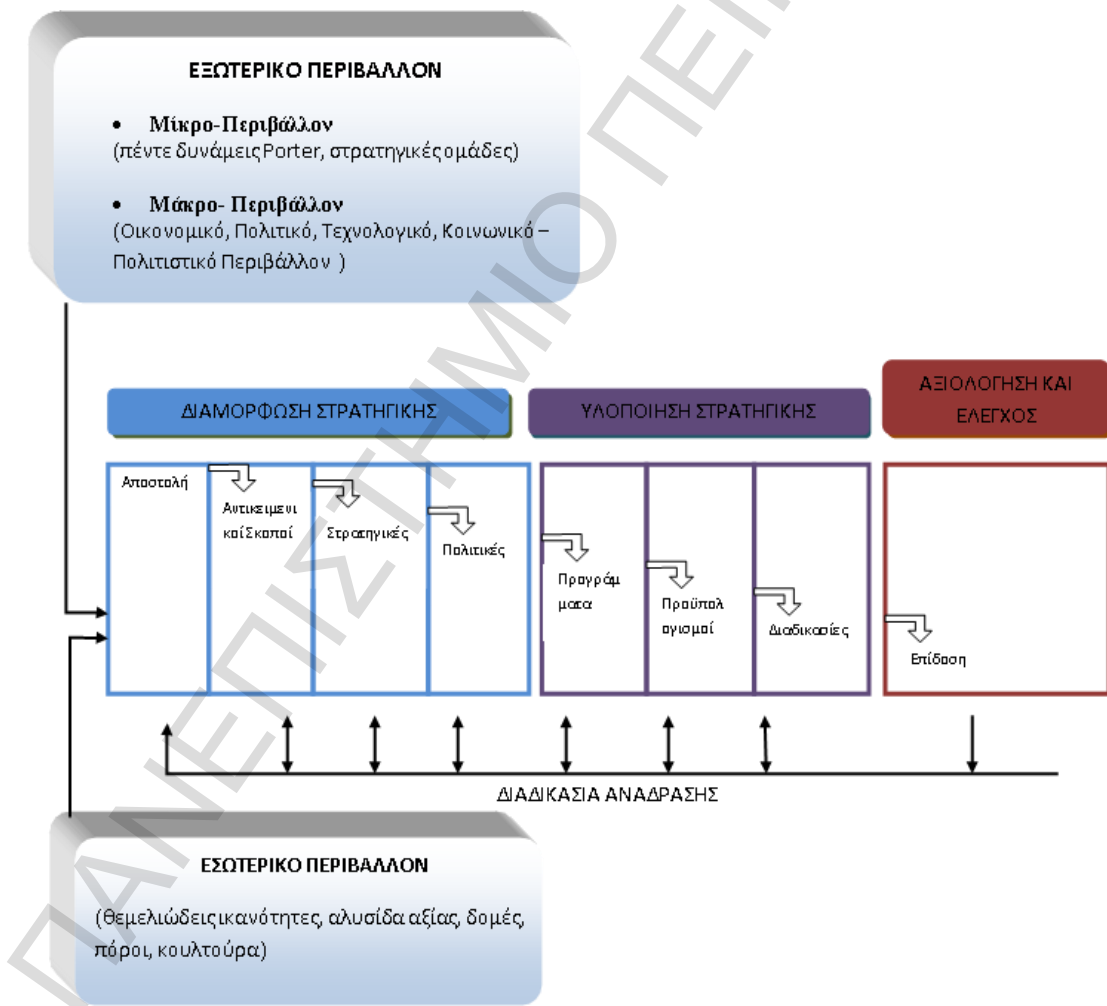 ΕΞΩΤΕΡΙΚΟ ΠΕΡΙΒΑΛΛΟΝ
• Μίκρο-Περιβάλλον
(πέντε δυνάμεις Porter, στρατηγικές ομάδες)
• Μάκρο- Περιβάλλον
(Οικονομικό, Πολιτικό, Τεχνολογικό, Κοινωνικό –
Πολιτιστικό Περιβάλλον )
ΔΙΑΜΟΡΦΩΣΗ ΣΤΡΑΤΗΓΙΚΗΣ
ΥΛΟΠΟΙΗΣΗ ΣΤΡΑΤΗΓΙΚΗΣ
ΑΞΙΟΛΟΓΗΣΗ ΚΑΙ
ΕΛΕΓΧΟΣ
Αποστολή
Αντικειμενι
κοί Σκοποί
Στρατηγικές
Πολιτικές
Προγράμ
ματα
Προϋπολ
ογισμοί
Διαδικασίες
Επίδοση
ΔΙΑΔΙΚΑΣΙΑ ΑΝΑΔΡΑΣΗΣ
ΕΣΩΤΕΡΙΚΟ ΠΕΡΙΒΑΛΛΟΝ
(θεμελιώδεις ικανότητες, αλυσίδα αξίας, δομές,
πόροι, κουλτούρα)
ΠΑΝΕΠΙΣΤΗΜΙΟ